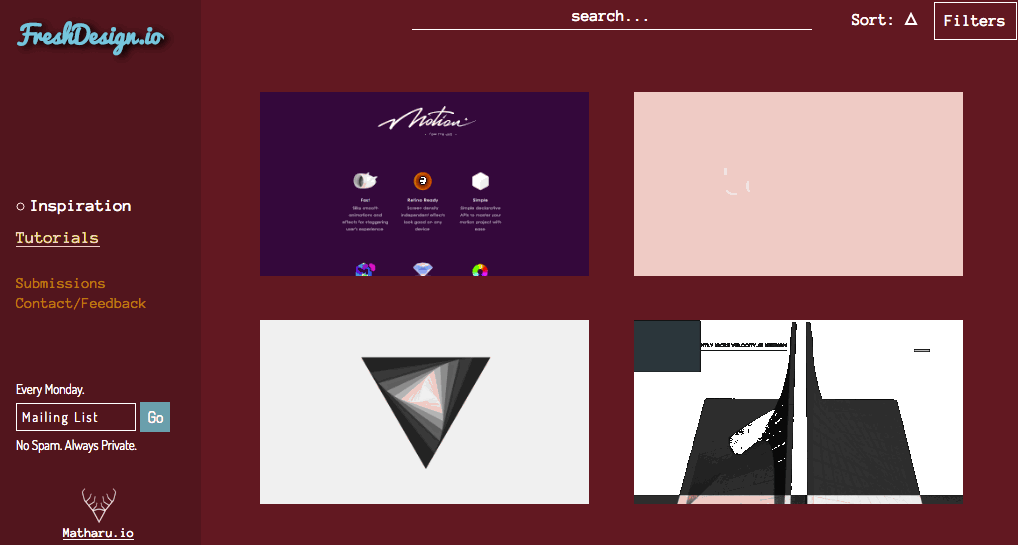 FreshDesign.io
search...
Sort:
Filters
Inspiration
Tutorials
Submissions
Contact/Feedback
Every Monday.
Mailing List
Go
No Spam. Always Private.
Matharu.io
Motion
Fast
Silky smooth
animations and
effects for staggering
user's experience
Retina Ready
Screen density
independent effects
look good on any
device
Simple
Simple declarative
APIs to master your
motion project with
ease